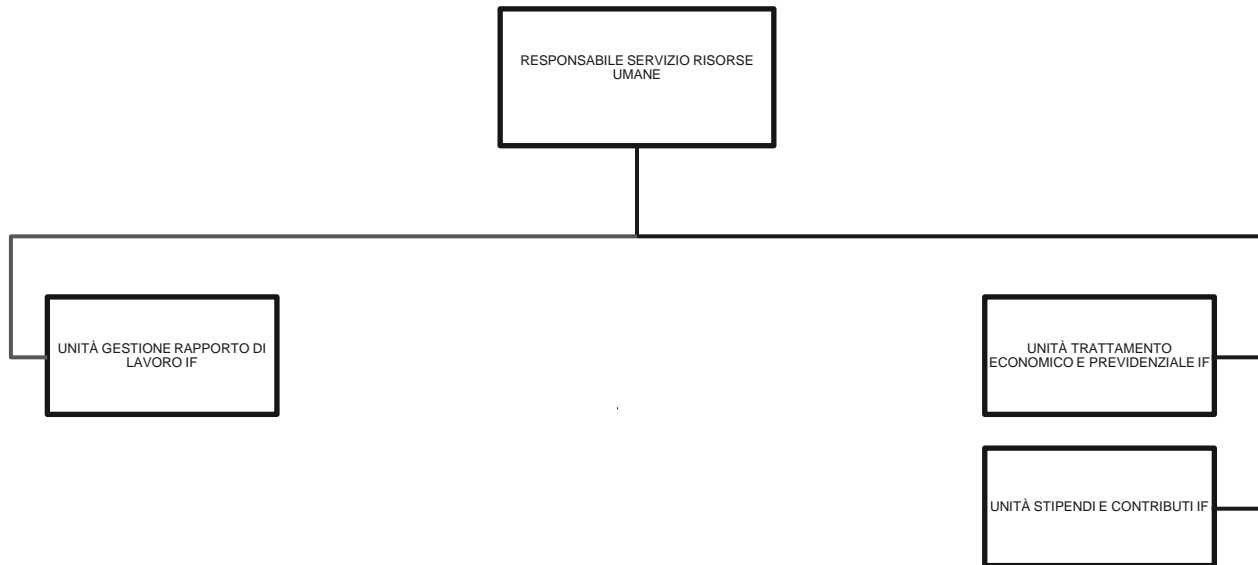 RESPONSABILE SERVIZIO RISORSE
UMANE
UNITÀ GESTIONE RAPPORTO DI
LAVORO IF
UNITÀ TRATTAMENTO
ECONOMICO E PREVIDENZIALE IF
UNITÀ STIPENDI E CONTRIBUTI IF